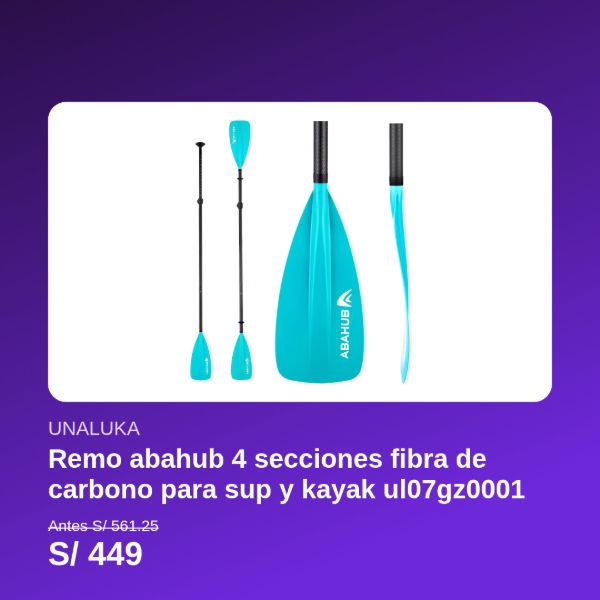 ABAHUB
UNALUKA
Remo abahub 4 secciones fibra de
carbono para sup y kayak ul07gz0001
Antes S/ 561.25
S/ 449